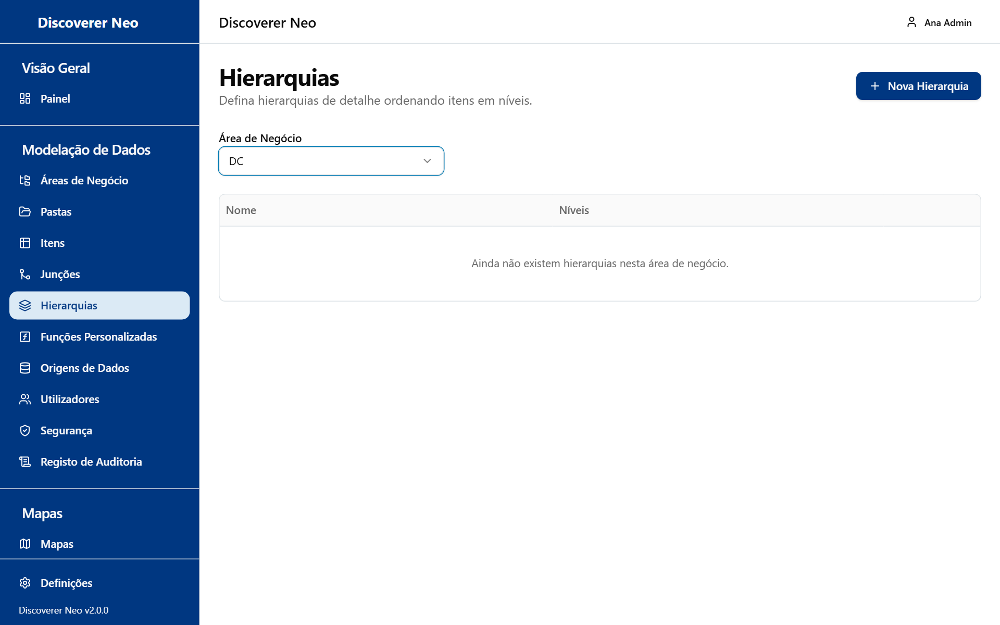 Discoverer Neo
Visão Geral
Painel
Modelação de Dados
Áreas de Negócio
Pastas
Itens
Junções
Hierarquias
Funções Personalizadas
Origens de Dados
Utilizadores
Segurança
Registo de Auditoria
Mapas
Mapas
Definições
Discoverer Neo v2.0.0
Discoverer Neo
Ana Admin
Hierarquias
Defina hierarquias de detalhe ordenando itens em níveis.
Nova Hierarquia
Área de Negócio
DC
Nome Níveis
Ainda não existem hierarquias nesta área de negócio.